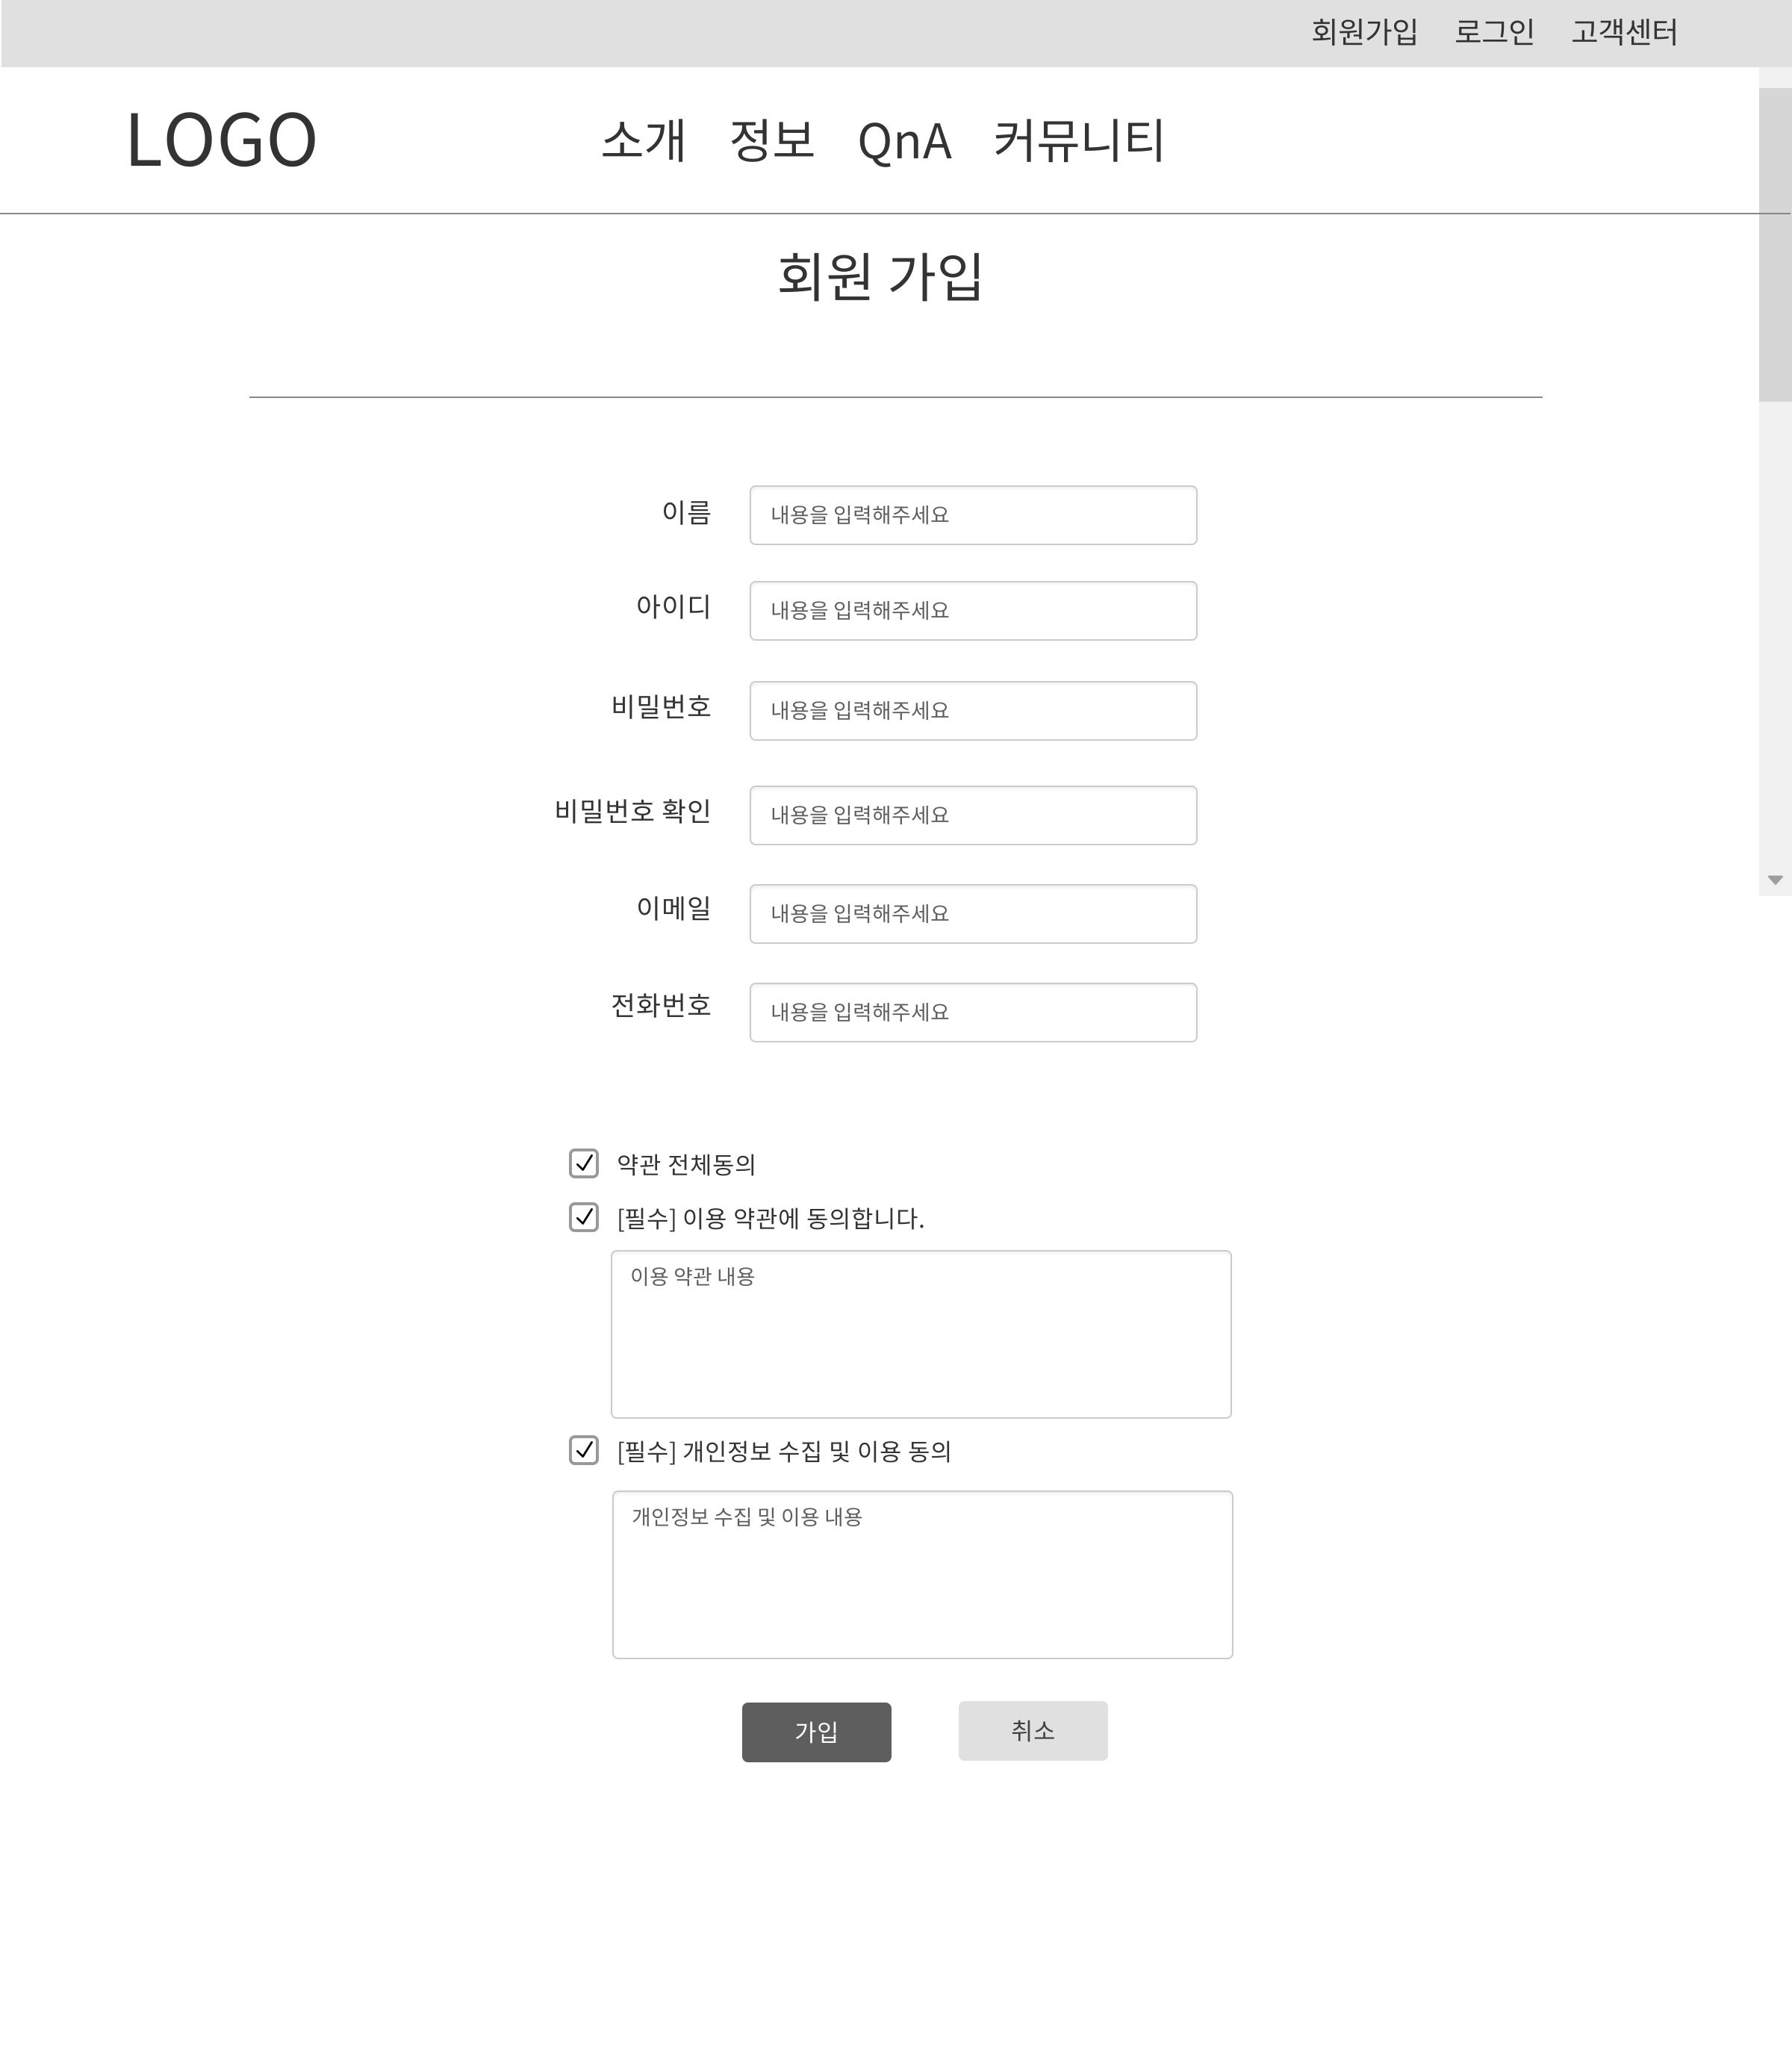 회원가입 로그인 고객센터
LOGO 소개 정보 QnA 커뮤니티
회원 가입
이름 내용을 입력해주세요
아이디 내용을 입력해주세요
비밀번호 내용을 입력해주세요
비밀번호 확인 내용을 입력해주세요
이메일 내용을 입력해주세요
전화번호 내용을 입력해주세요
약관 전체동의
[필수] 이용 약관에 동의합니다.
이용 약관 내용
[필수] 개인정보 수집 및 이용 동의
개인정보 수집 및 이용 내용
가입 취소